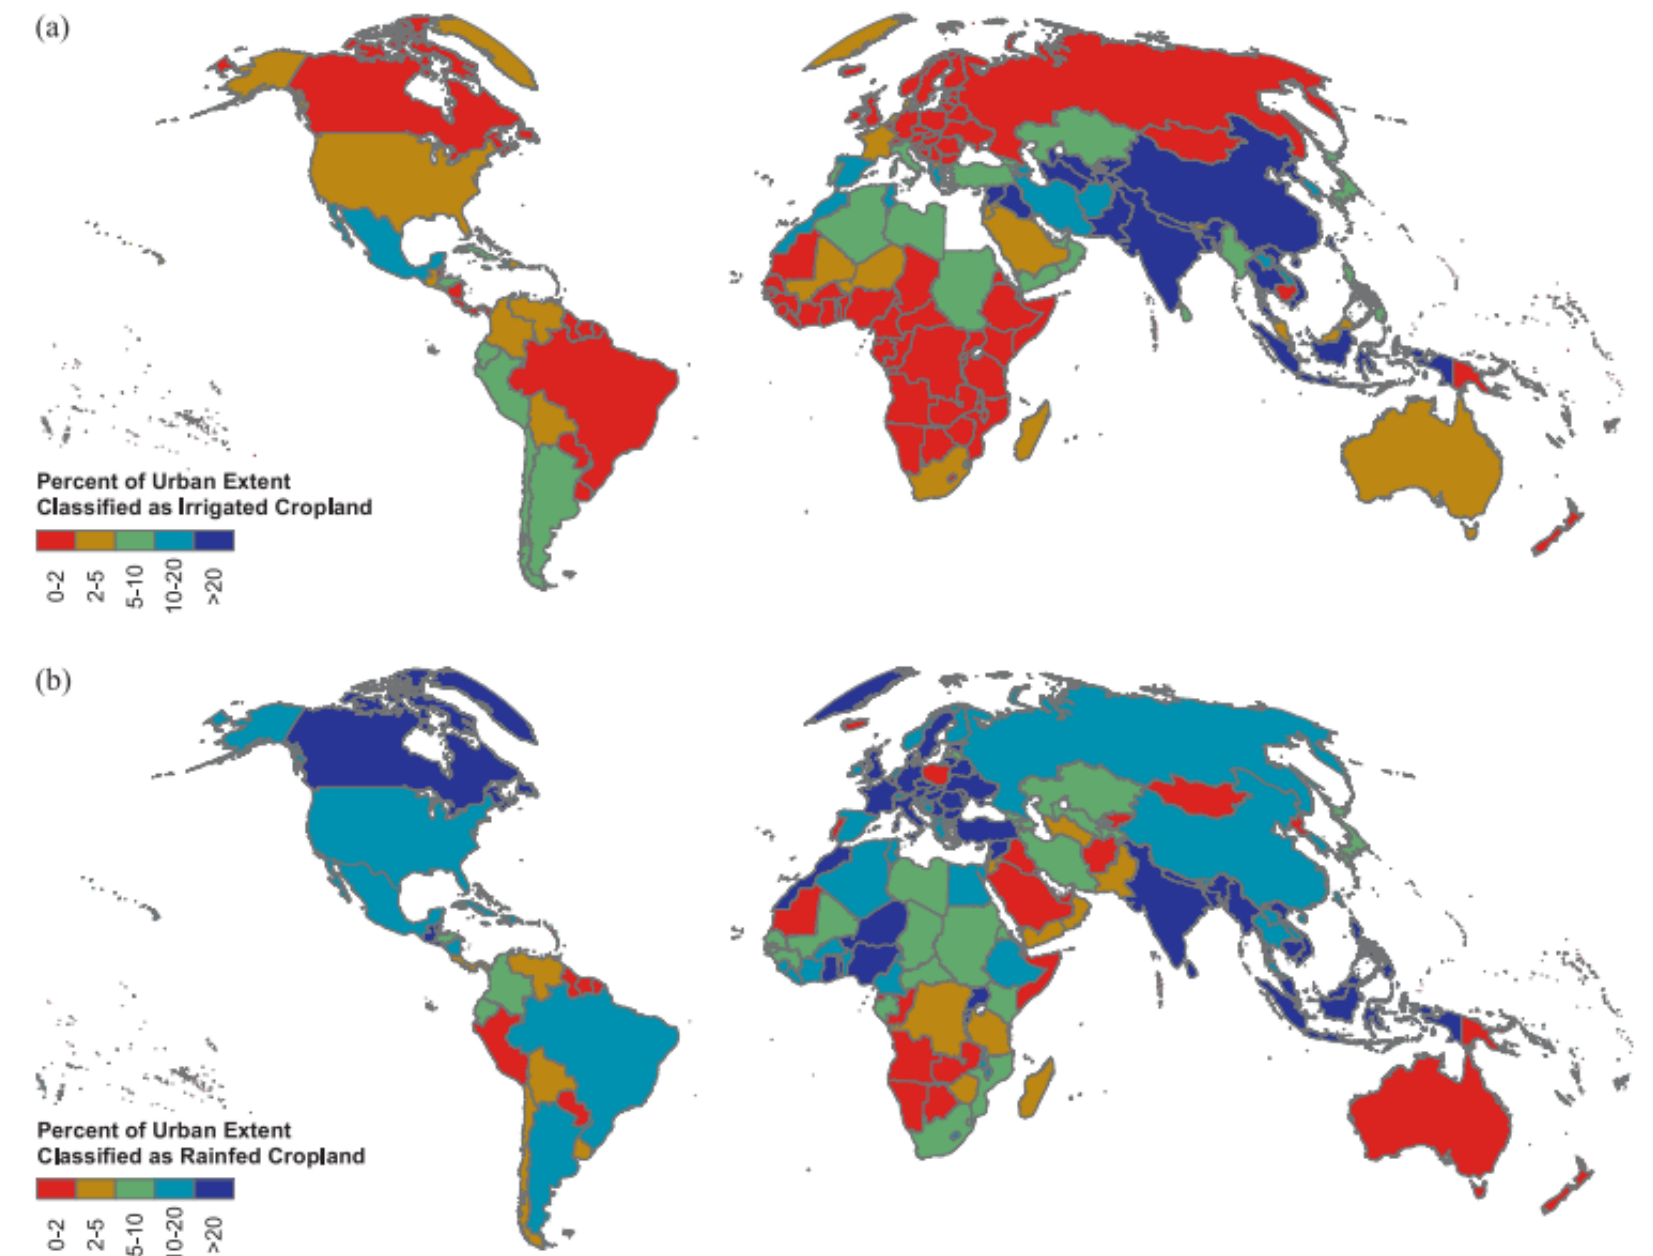 (a)
Percent of Urban Extent
Classified as Irrigated Cropland
0-2
2-5
5-10
10-20
>20
(b)
Percent of Urban Extent
Classified as Rainfed Cropland
0-2
2-5
5-10
10-20
>20